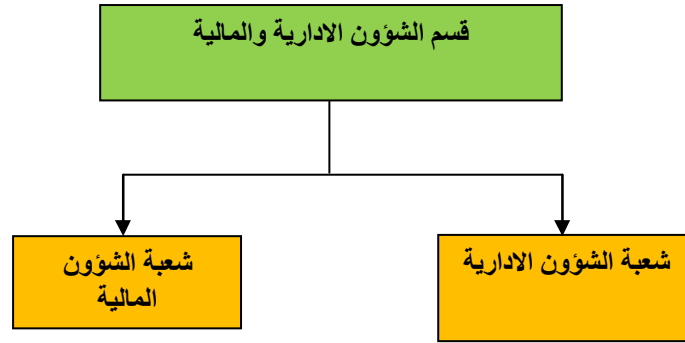 قسم الشؤون الادارية والمالية
شعبة الشؤون الادارية
شعبة الشؤون
المالية